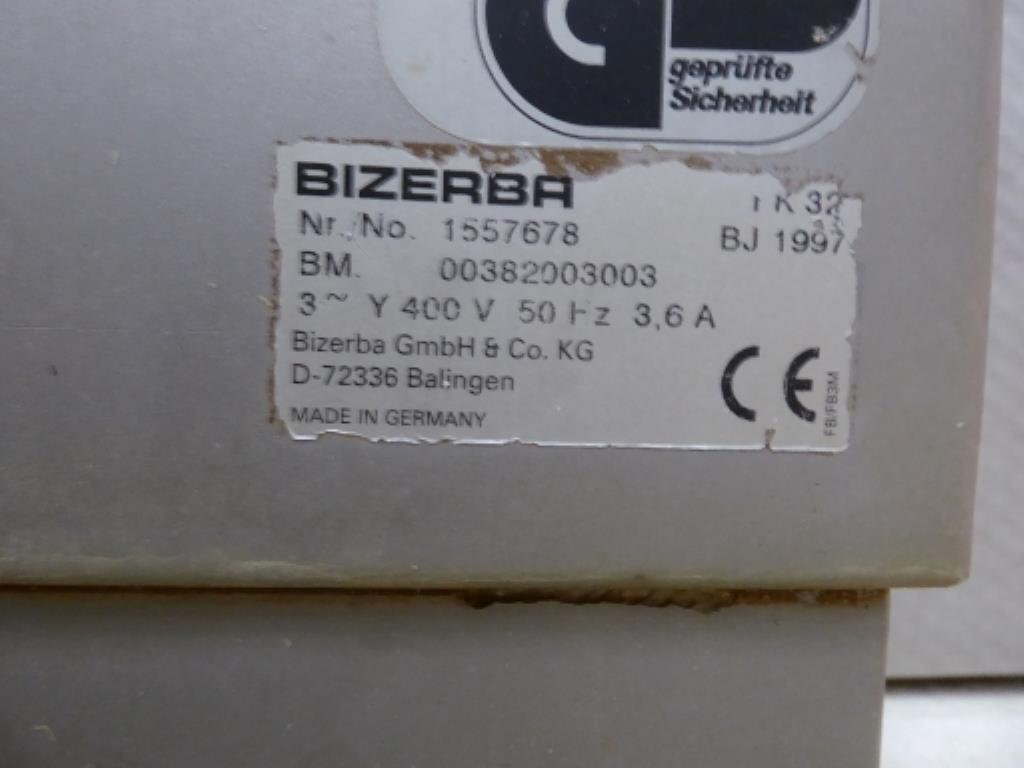 geprüfte
Sicherheit
BIZERBA
K 32
Nr./No. 1557678
BJ 1997
BM. 00382003003
3~ Y 400 V 50 Hz 3,6 A
Bizerba GmbH & Co. KG
D-72336 Balingen
MADE IN GERMANY
CE
FB/FB3M